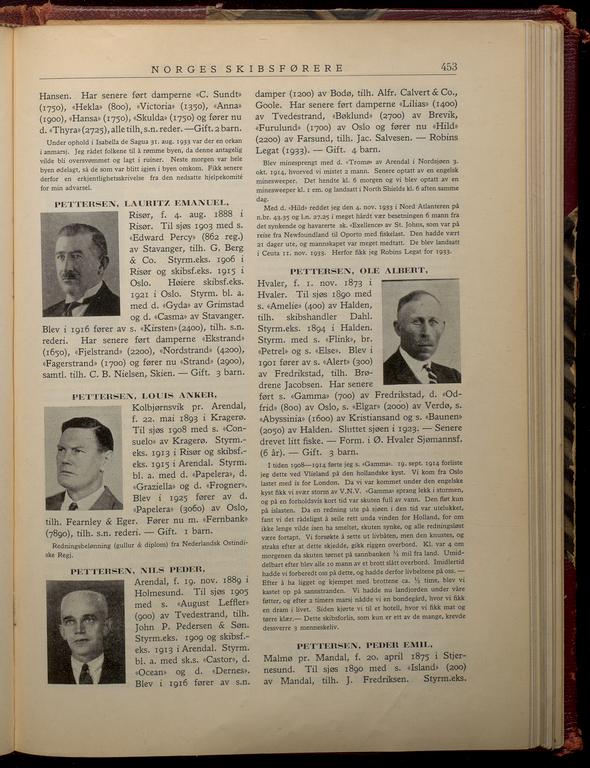 NORGES SKIBSFØRERE 453
Hansen. Har senere ført damperne «C. Sundt»
(1750), «Hekla» (800), «Victoria» (1350), «Anna»
(1900), «Hansa» (1750), «Skulda» (1750) og fører nu
d. «Thyra» (2725), alle tilh. s.n. reder. — Gift. 2 barn.
Under ophold i Isabella de Sagua 31. aug. 1933 var der en orkan
i anmarsj. Jeg rådet folkene til å rømme byen, da denne antagelig
vilde bli oversvømmet og lagt i ruiner. Neste morgen var hele
byen ødelagt, så de som var blitt igjen i byen omkom. Fikk senere
derfor en erkjentlighetsskrivelse fra den nedsatte hjelpekomité
for min advarsel.
PETTERSEN, LAURITZ EMANUEL,
Risør, f. 4. aug. 1888 i
Risør. Til sjøs 1903 med s.
«Edward Percy» (862 reg.)
av Stavanger, tilh. G. Berg
& Co. Styrm.eks. 1906 i
Risør og skibsf.eks. 1915 i
Oslo. Høiere skibsf.eks.
1921 i Oslo. Styrm. bl. a.
med d. «Gyda» av Grimstad
og d. «Casma» av Stavanger.
Blev i 1916 fører av s. «Kirsten» (2400), tilh. s.n.
rederi. Har senere ført damperne «Ekstrand»
(1650), «Fjelstrand» (2200), «Nordstrand» (4200),
«Fagerstrand» (1700) og fører nu «Strand» (2900),
samtl. tilh. C. B. Nielsen, Skien. — Gift. 3 barn.
PETTERSEN, LOUIS ANKER,
Kolbjørnsvik pr. Arendal,
f. 22. mai 1893 i Kragerø.
Til sjøs 1908 med s. «Con-
suelo» av Kragerø. Styrm.-
eks. 1913 i Risør og skibsf.-
eks. 1915 i Arendal. Styrm.
bl. a. med d. «Papelera», d.
«Graziella» og d. «Frogner».
Blev i 1925 fører av d.
«Papelera» (3060) av Oslo,
tilh. Fearnley & Eger. Fører nu m. «Fernbank»
(7890), tilh. s.n. rederi. — Gift. 1 barn.
Redningsbelønning (gullur & diplom) fra Nederlandsk Ostindi-
ske Regj.
PETTERSEN, NILS PEDER,
Arendal, f. 19. nov. 1889 i
Holmesund. Til sjøs 1905
med s. «August Leffler»
(900) av Tvedestrand, tilh.
John P. Pedersen & Søn.
Styrm.eks. 1909 og skibsf.-
eks. 1913 i Arendal. Styrm.
bl. a. med sk.s. «Castor», d.
«Ocean» og d. «Dernes».
Blev i 1916 fører av s.n.
damper (1200) av Bodø, tilh. Alfr. Calvert & Co.,
Goole. Har senere ført damperne «Lilias» (1400)
av Tvedestrand, «Bøklund» (2700) av Brevik,
«Furulund» (1700) av Oslo og fører nu «Hild»
(2200) av Farsund, tilh. Jac. Salvesen. — Robins
Legat (1933). — Gift. 4 barn.
Blev minesprengt med d. «Tromø» av Arendal i Nordsjøen 3.
okt. 1914, hvorved vi mistet 2 mann. Senere optatt av en engelsk
minesweeper. Det hendte kl. 6 morgen og vi blev optatt av en
minesweeper kl. 1 em. og landsatt i North Shields kl. 6 aften samme
dag.
Med d. «Hild» reddet jeg den 4. nov. 1933 i Nord Atlanteren på
n.br. 43.35 og l.n. 27.25 i meget hårdt vær besetningen 6 mann fra
det synkende og havarerte sk. «Exellence» av St. Johns, som var på
reise fra Newfoundland til Oporto med fiskelast. Den hadde vært
21 dager ute, og mannskapet var meget medtatt. De blev landsatt
i Ceuta 11. nov. 1933. Herfor fikk jeg Robins Legat for 1933.
PETTERSEN, OLE ALBERT,
Hvaler, f. 1. nov. 1873 i
Hvaler. Til sjøs 1890 med
s. «Amelie» (400) av Halden,
tilh. skibshandler Dahl.
Styrm.eks. 1894 i Halden.
Styrm. med s. «Flink», br.
«Petrel» og s. «Else». Blev i
1901 fører av s. «Alert» (300)
av Fredrikstad, tilh. Brø-
drene Jacobsen. Har senere
ført s. «Gamma» (700) av Fredrikstad, d. «Od-
frid» (800) av Oslo, s. «Elgar» (2000) av Verdø, s.
«Abyssinia» (1600) av Kristiansand og s. «Baunen»
(2050) av Halden. Sluttet sjøen i 1923. — Senere
drevet litt fiske. — Form. i Ø. Hvaler Sjømannsf.
(6 år). — Gift. 3 barn.
I tiden 1908—1914 førte jeg s. «Gamma». 19. sept. 1914 forliste
jeg dette ved Vlieland på den hollandske kyst. Vi kom fra Oslo
lastet med is for London. Da vi var kommet under den engelske
kyst fikk vi svær storm av V.N.V. «Gamma» sprang lekk i stormen,
og på en forholdsvis kort tid var skuten full av vann. Den fløt kun
på islasten. Da en redning ute på sjøen i den tid var utelukket,
fant vi det rådeligst å seile rett unda vinden for Holland, for om
ikke lenge vilde isen ha smeltet, skuten synke, og alle redningsløst
være fortapt. Vi forsøkte å sette ut livbåten, men den knustes, og
straks efter at dette skjedde, gikk riggen overbord. Kl. var 4 om
morgenen da skuten tørnet på sannbanken ½ mil fra land. Umid-
delbart efter blev alle 10 mann av et brott slått overbord. Imidlertid
hadde vi forberedt oss på dette, og hadde derfor livbeltene på oss. —
Efter å ha ligget og kjempet med brottene ca. ½ time, blev vi
kastet op på sannstranden. Vi hadde nu landjorden under våre
føtter, og efter 2 timers marsj nådde vi en bondegård, hvor vi fikk
en dram i livet. Siden kjørte vi til et hotell, hvor vi fikk mat og
tørre klær.— Dette skibsforlis, som kun er ett av de mange, krevde
dessverre 3 menneskeliv.
PETTERSEN, PEDER EMIL,
Malmø pr. Mandal, f. 20. april 1875 i Stjer-
nesund. Til sjøs 1890 med s. «Island» (200)
av Mandal, tilh. J. Fredriksen. Styrm.eks.